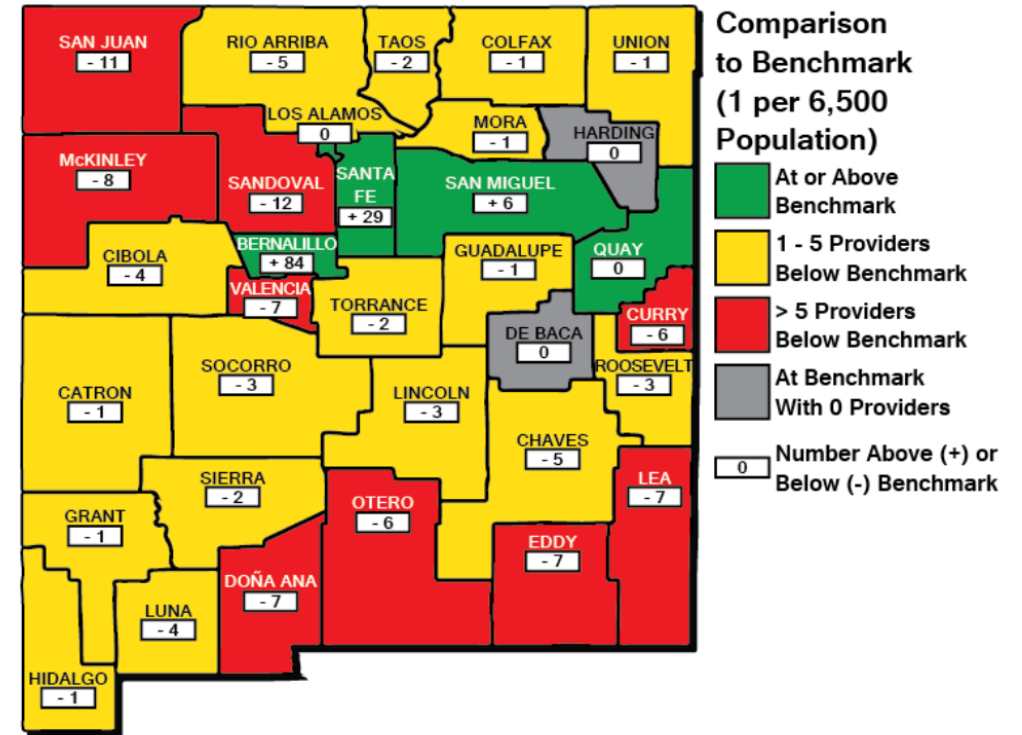 SAN JUAN
- 11
RIO ARRIBA
- 5
TAOS
- 2
COLFAX
- 1
UNION
- 1
LOS ALAMOS
0
MORA
- 1
HARDING
0
McKINLEY
- 8
SANDOVAL
- 12
SANTA
FE
+ 29
SAN MIGUEL
+ 6
CIBOLA
- 4
BERNALILLO
+ 84
GUADALUPE
- 1
QUAY
0
VALENCIA
- 7
TORRANCE
- 2
DE BACA
0
CURRY
- 6
CATRON
- 1
SOCORRO
- 3
LINCOLN
- 3
ROOSEVELT
- 3
CHAVES
- 5
SIERRA
- 2
OTERO
- 6
LEA
- 7
GRANT
- 1
EDDY
- 7
DOÑA ANA
- 7
LUNA
- 4
HIDALGO
- 1
Comparison
to Benchmark
(1 per 6,500
Population)
At or Above
Benchmark
1 - 5 Providers
Below Benchmark
> 5 Providers
Below Benchmark
At Benchmark
With 0 Providers
0
Number Above (+) or
Below (-) Benchmark